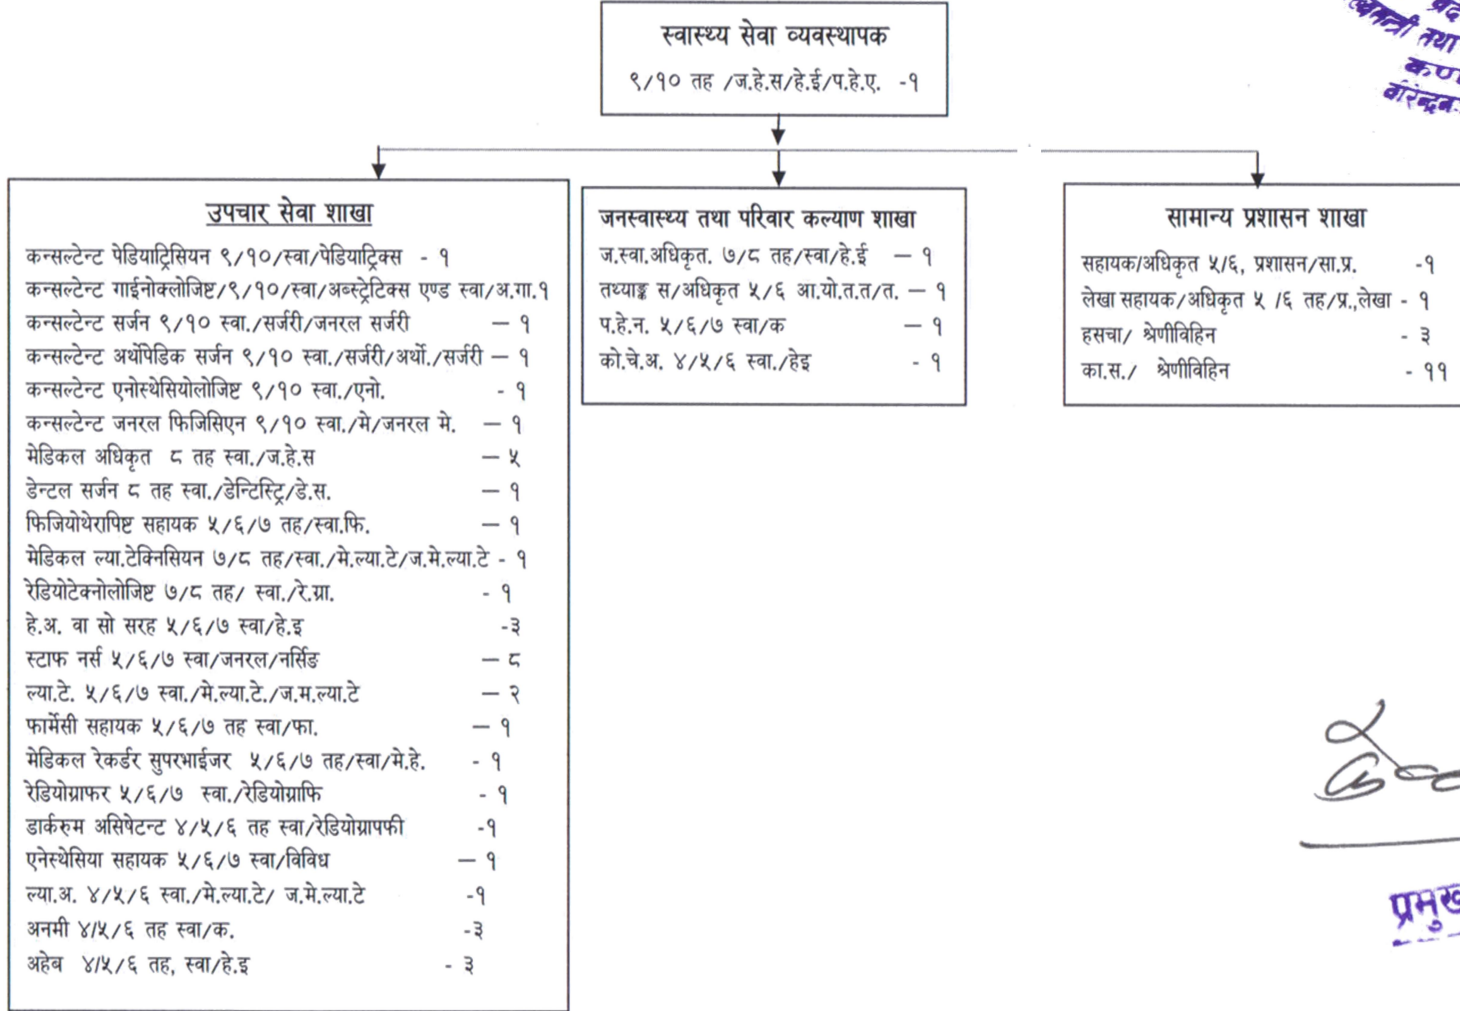 स्वास्थ्य सेवा व्यवस्थापक
९/१० तह /ज.हे.स/हे.ई/प.हे.ए. -१
तथा
उपचार सेवा शाखा
कन्सल्टेन्ट पेडियाट्रिसियन ९/१०/स्वा/पेडियाट्रिक्स - १
कन्सल्टेन्ट गाईनोक्लोजिष्ट/९/१०/स्वा/अब्स्ट्रेटिक्स एण्ड स्वा/अ.गा.१
कन्सल्टेन्ट सर्जन ९/१० स्वा./सर्जरी/जनरल सर्जरी — १
कन्सल्टेन्ट अर्थोपेडिक सर्जन ९/१० स्वा./सर्जरी/अर्थो./सर्जरी — १
कन्सल्टेन्ट एनोस्थेसियोलोजिष्ट ९/१० स्वा./एनो. - १
कन्सल्टेन्ट जनरल फिजिसिएन ९/१० स्वा./मे/जनरल मे. — १
मेडिकल अधिकृत ८ तह स्वा./ज.हे.स — ५
डेन्टल सर्जन ८ तह स्वा./डेन्टिस्ट्रि/डे.स. — १
फिजियोथेरापिष्ट सहायक ५/६/७ तह/स्वा.फि. — १
मेडिकल ल्या.टेक्निसियन ७/८ तह/स्वा./मे.ल्या.टे/ज.मे.ल्या.टे - १
रेडियोटेक्नोलोजिष्ट ७/८ तह/ स्वा./रे.ग्रा. - १
हे.अ. वा सो सरह ५/६/७ स्वा/हे.इ -३
स्टाफ नर्स ५/६/७ स्वा/जनरल/नर्सिङ — ८
ल्या.टे. ५/६/७ स्वा./मे.ल्या.टे./ज.म.ल्या.टे — २
फार्मेसी सहायक ५/६/७ तह स्वा/फा. — १
मेडिकल रेकर्डर सुपरभाईजर ५/६/७ तह/स्वा/मे.हे. - १
रेडियोग्राफर ५/६/७ स्वा./रेडियोग्राफि - १
डार्करुम असिषेटन्ट ४/५/६ तह स्वा/रेडियोग्रापफी -१
एनेस्थेसिया सहायक ५/६/७ स्वा/विविध — १
ल्या.अ. ४/५/६ स्वा./मे.ल्या.टे/ ज.मे.ल्या.टे -१
अनमी ४/५/६ तह स्वा/क. -३
अहेब ४/५/६ तह, स्वा/हे.इ - ३
जनस्वास्थ्य तथा परिवार कल्याण शाखा
ज.स्वा.अधिकृत. ७/८ तह/स्वा/हे.ई — १
तथ्याङ्क स/अधिकृत ५/६ आ.यो.त.त/त. — १
प.हे.न. ५/६/७ स्वा/क — १
को.चे.अ. ४/५/६ स्वा./हेइ - १
सामान्य प्रशासन शाखा
सहायक/अधिकृत ५/६, प्रशासन/सा.प्र. -१
लेखा सहायक/अधिकृत ५ /६ तह/प्र.,लेखा - १
हसचा/ श्रेणीविहिन - ३
का.स./ श्रेणीविहिन - ११
प्रमुख